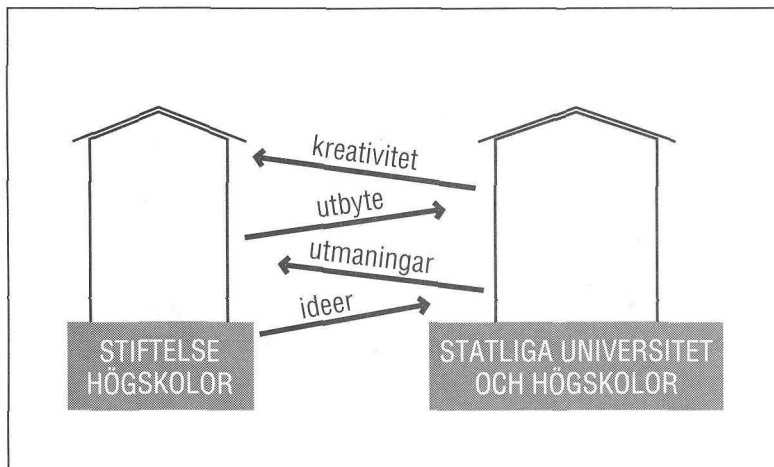 kreativitet
utbyte
utmaningar
ideer
STIFTELSE
HÖGSKOLOR
STATLIGA UNIVERSITET
OCH HÖGSKOLOR